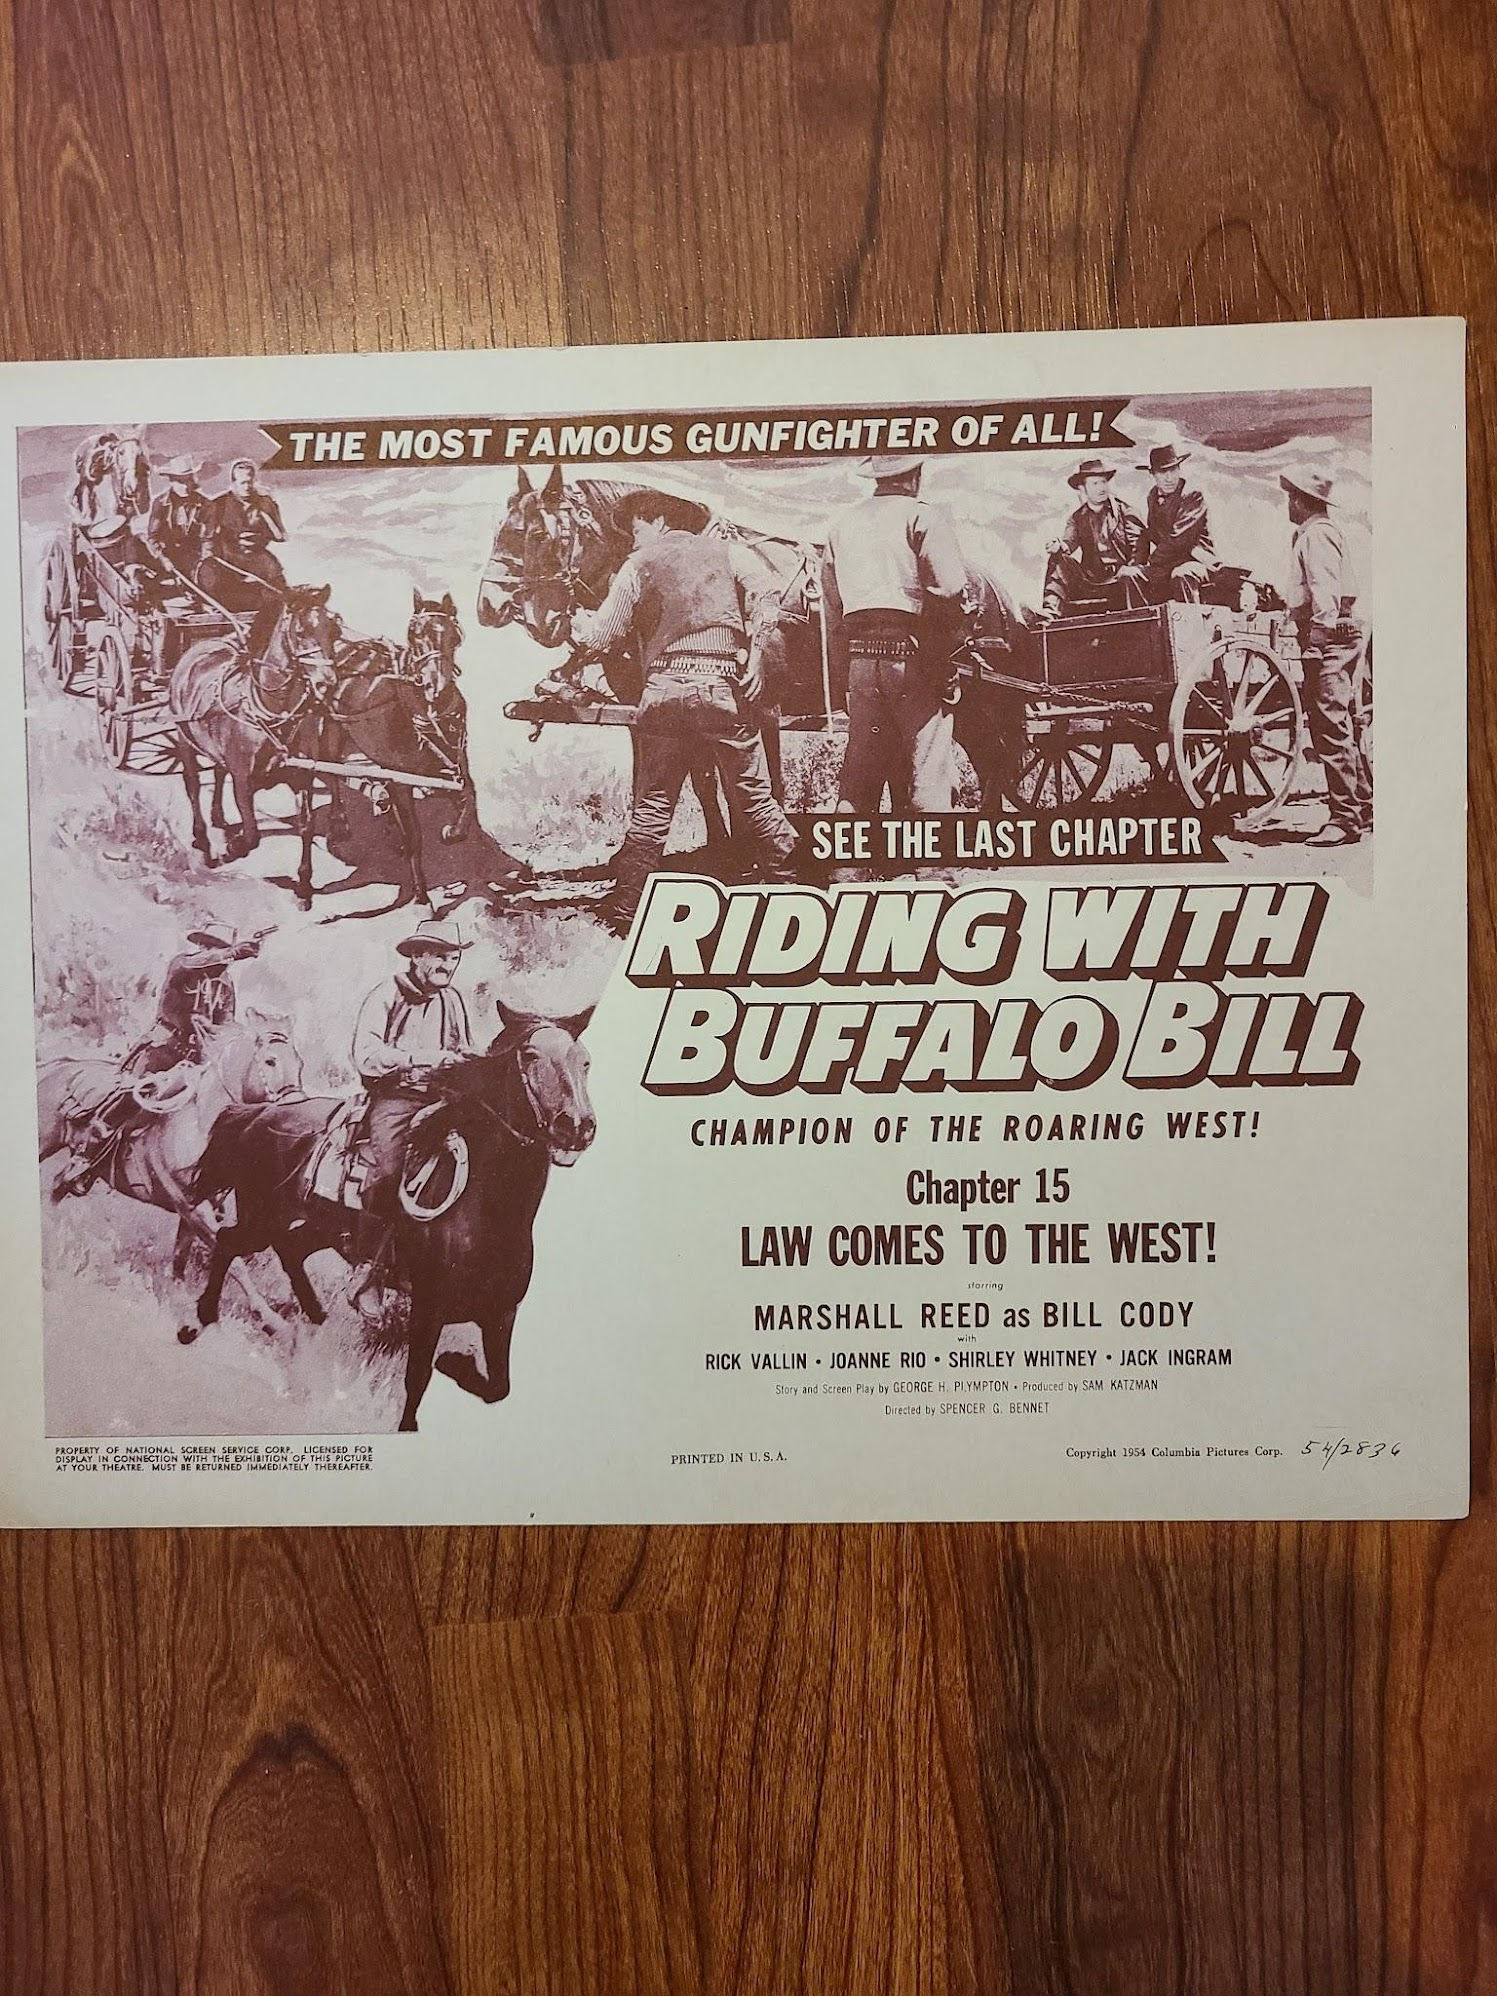 THE MOST FAMOUS GUNFIGHTER OF ALL!
SEE THE LAST CHAPTER
RIDING WITH
BUFFALO BILL
CHAMPION OF THE ROARING WEST!
Chapter 15
LAW COMES TO THE WEST!
starring
MARSHALL REED as BILL CODY
with
RICK VALLIN • JOANNE RIO • SHIRLEY WHITNEY • JACK INGRAM
Story and Screen Play by GEORGE H. PLYMPTON • Produced by SAM KATZMAN
Directed by SPENCER G. BENNET
PROPERTY OF NATIONAL SCREEN SERVICE CORP. LICENSED FOR
DISPLAY IN CONNECTION WITH THE EXHIBITION OF THIS PICTURE
AT YOUR THEATRE. MUST BE RETURNED IMMEDIATELY THEREAFTER.
PRINTED IN U.S.A.
Copyright 1954 Columbia Pictures Corp. 54/2836